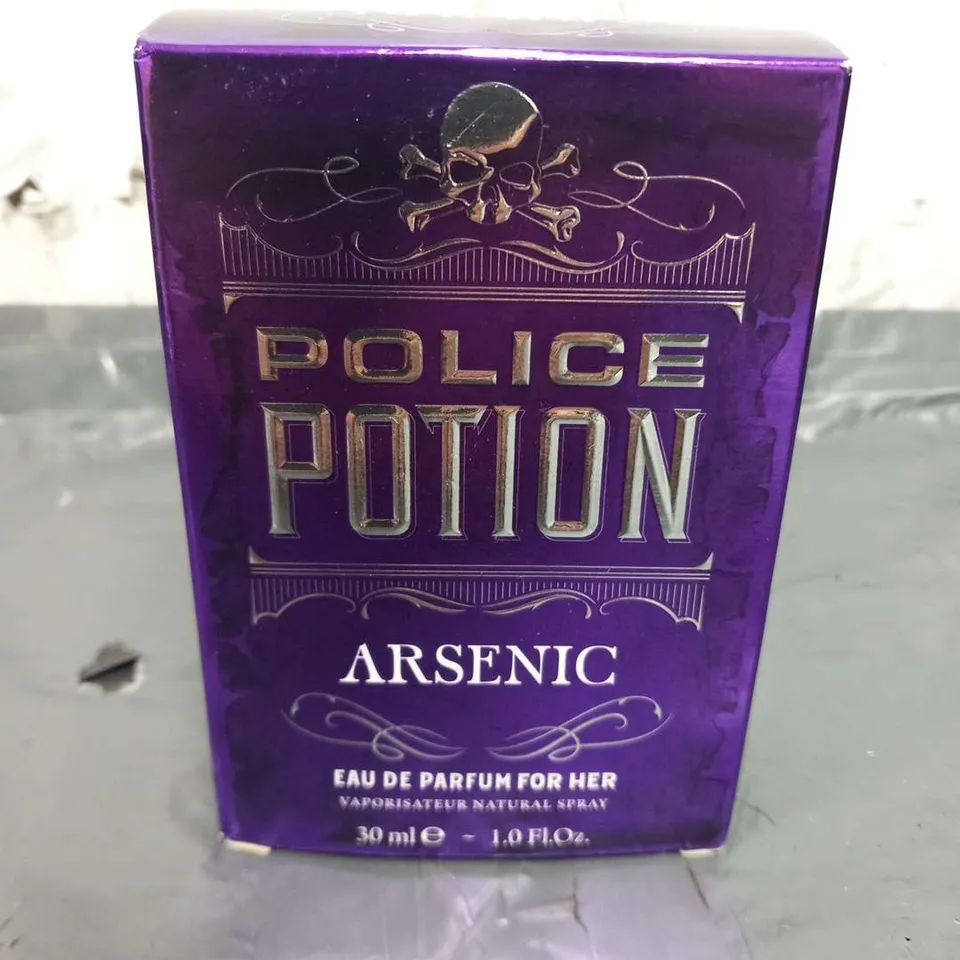 POLICE
POTION
ARSENIC
EAU DE PARFUM FOR HER
VAPORISATEUR NATURAL SPRAY
30 ml ℮ ~ 1.0 Fl.Oz.